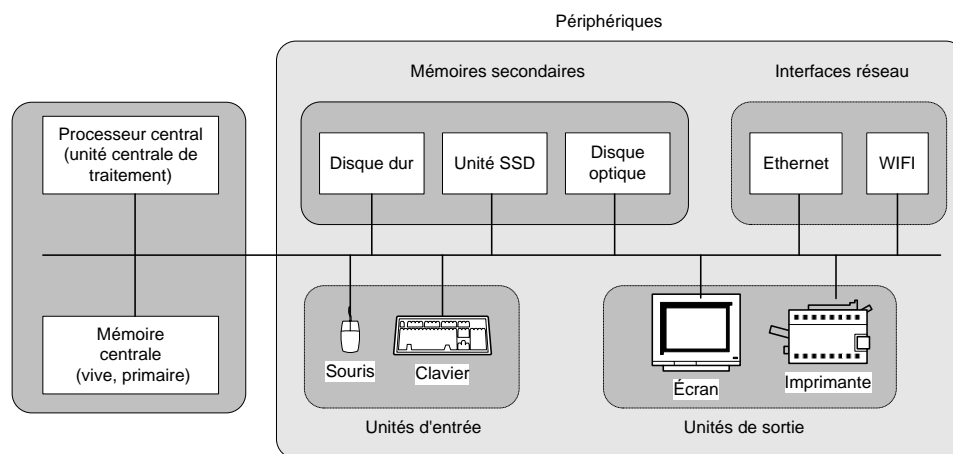 Périphériques
Mémoires secondaires
Interfaces réseau
Processeur central
(unité centrale de
traitement)
Disque dur
Unité SSD
Disque
optique
Ethernet
WIFI
Mémoire
centrale
(vive, primaire)
Souris
Clavier
Écran
Imprimante
Unités d'entrée
Unités de sortie